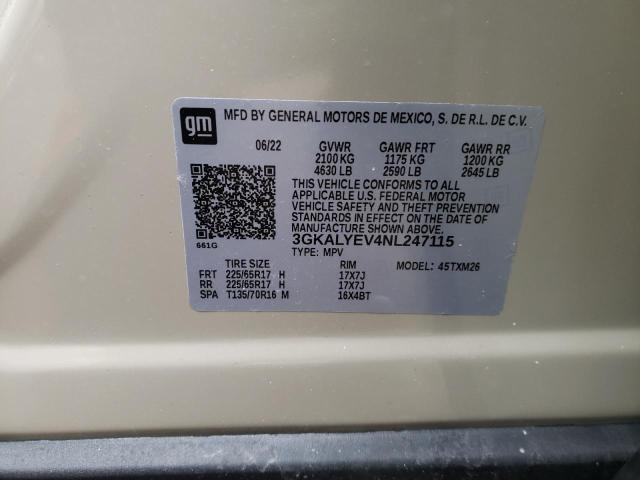 gm MFD BY GENERAL MOTORS DE MEXICO, S. DE R.L. DE C.V.
06/22 GVWR GAWR FRT GAWR RR
2100 KG 1175 KG 1200 KG
4630 LB 2590 LB 2645 LB
THIS VEHICLE CONFORMS TO ALL
APPLICABLE U.S. FEDERAL MOTOR
VEHICLE SAFETY AND THEFT PREVENTION
STANDARDS IN EFFECT ON THE DATE OF
MANUFACTURE SHOWN ABOVE.
661G 3GKALYEV4NL247115
TYPE: MPV
TIRE SIZE RIM MODEL: 45TXM26
FRT 225/65R17 H 17X7J
RR 225/65R17 H 17X7J
SPA T135/70R16 M 16X4BT